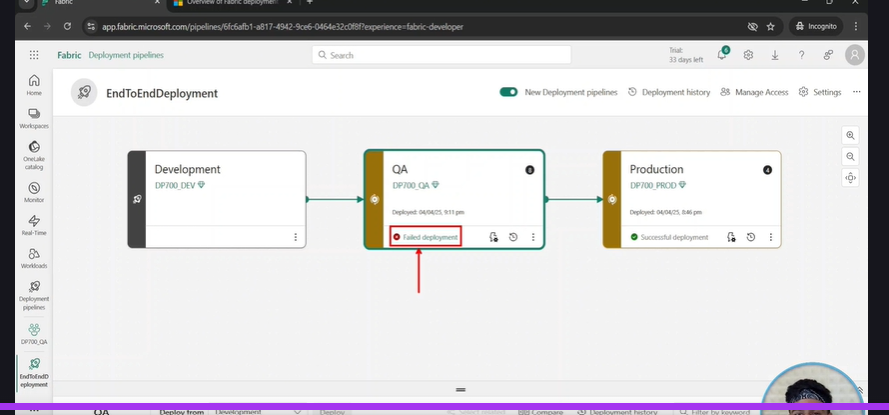 Fabric
Overview of Fabric deployment
app.fabric.microsoft.com/pipelines/6fc6afb1-a817-4942-9ce6-0464e32c0f8f?experience=fabric-developer
Incognito
Fabric Deployment pipelines
Search
Trial:
33 days left
6
Home
Workspaces
OneLake
catalog
Monitor
Real-Time
Workloads
Deployment
pipelines
DP700_QA
EndToEndD
eployment
EndToEndDeployment
New Deployment pipelines
Deployment history
Manage Access
Settings
Development
DP700_DEV
QA
8
DP700_QA
Deployed: 04/04/25, 9:11 pm
Failed deployment
Production
4
DP700_PROD
Deployed: 04/04/25, 8:46 pm
Successful deployment
QA
Deploy from
Development
Deploy
Compare
Deployment history
Filter by keyword